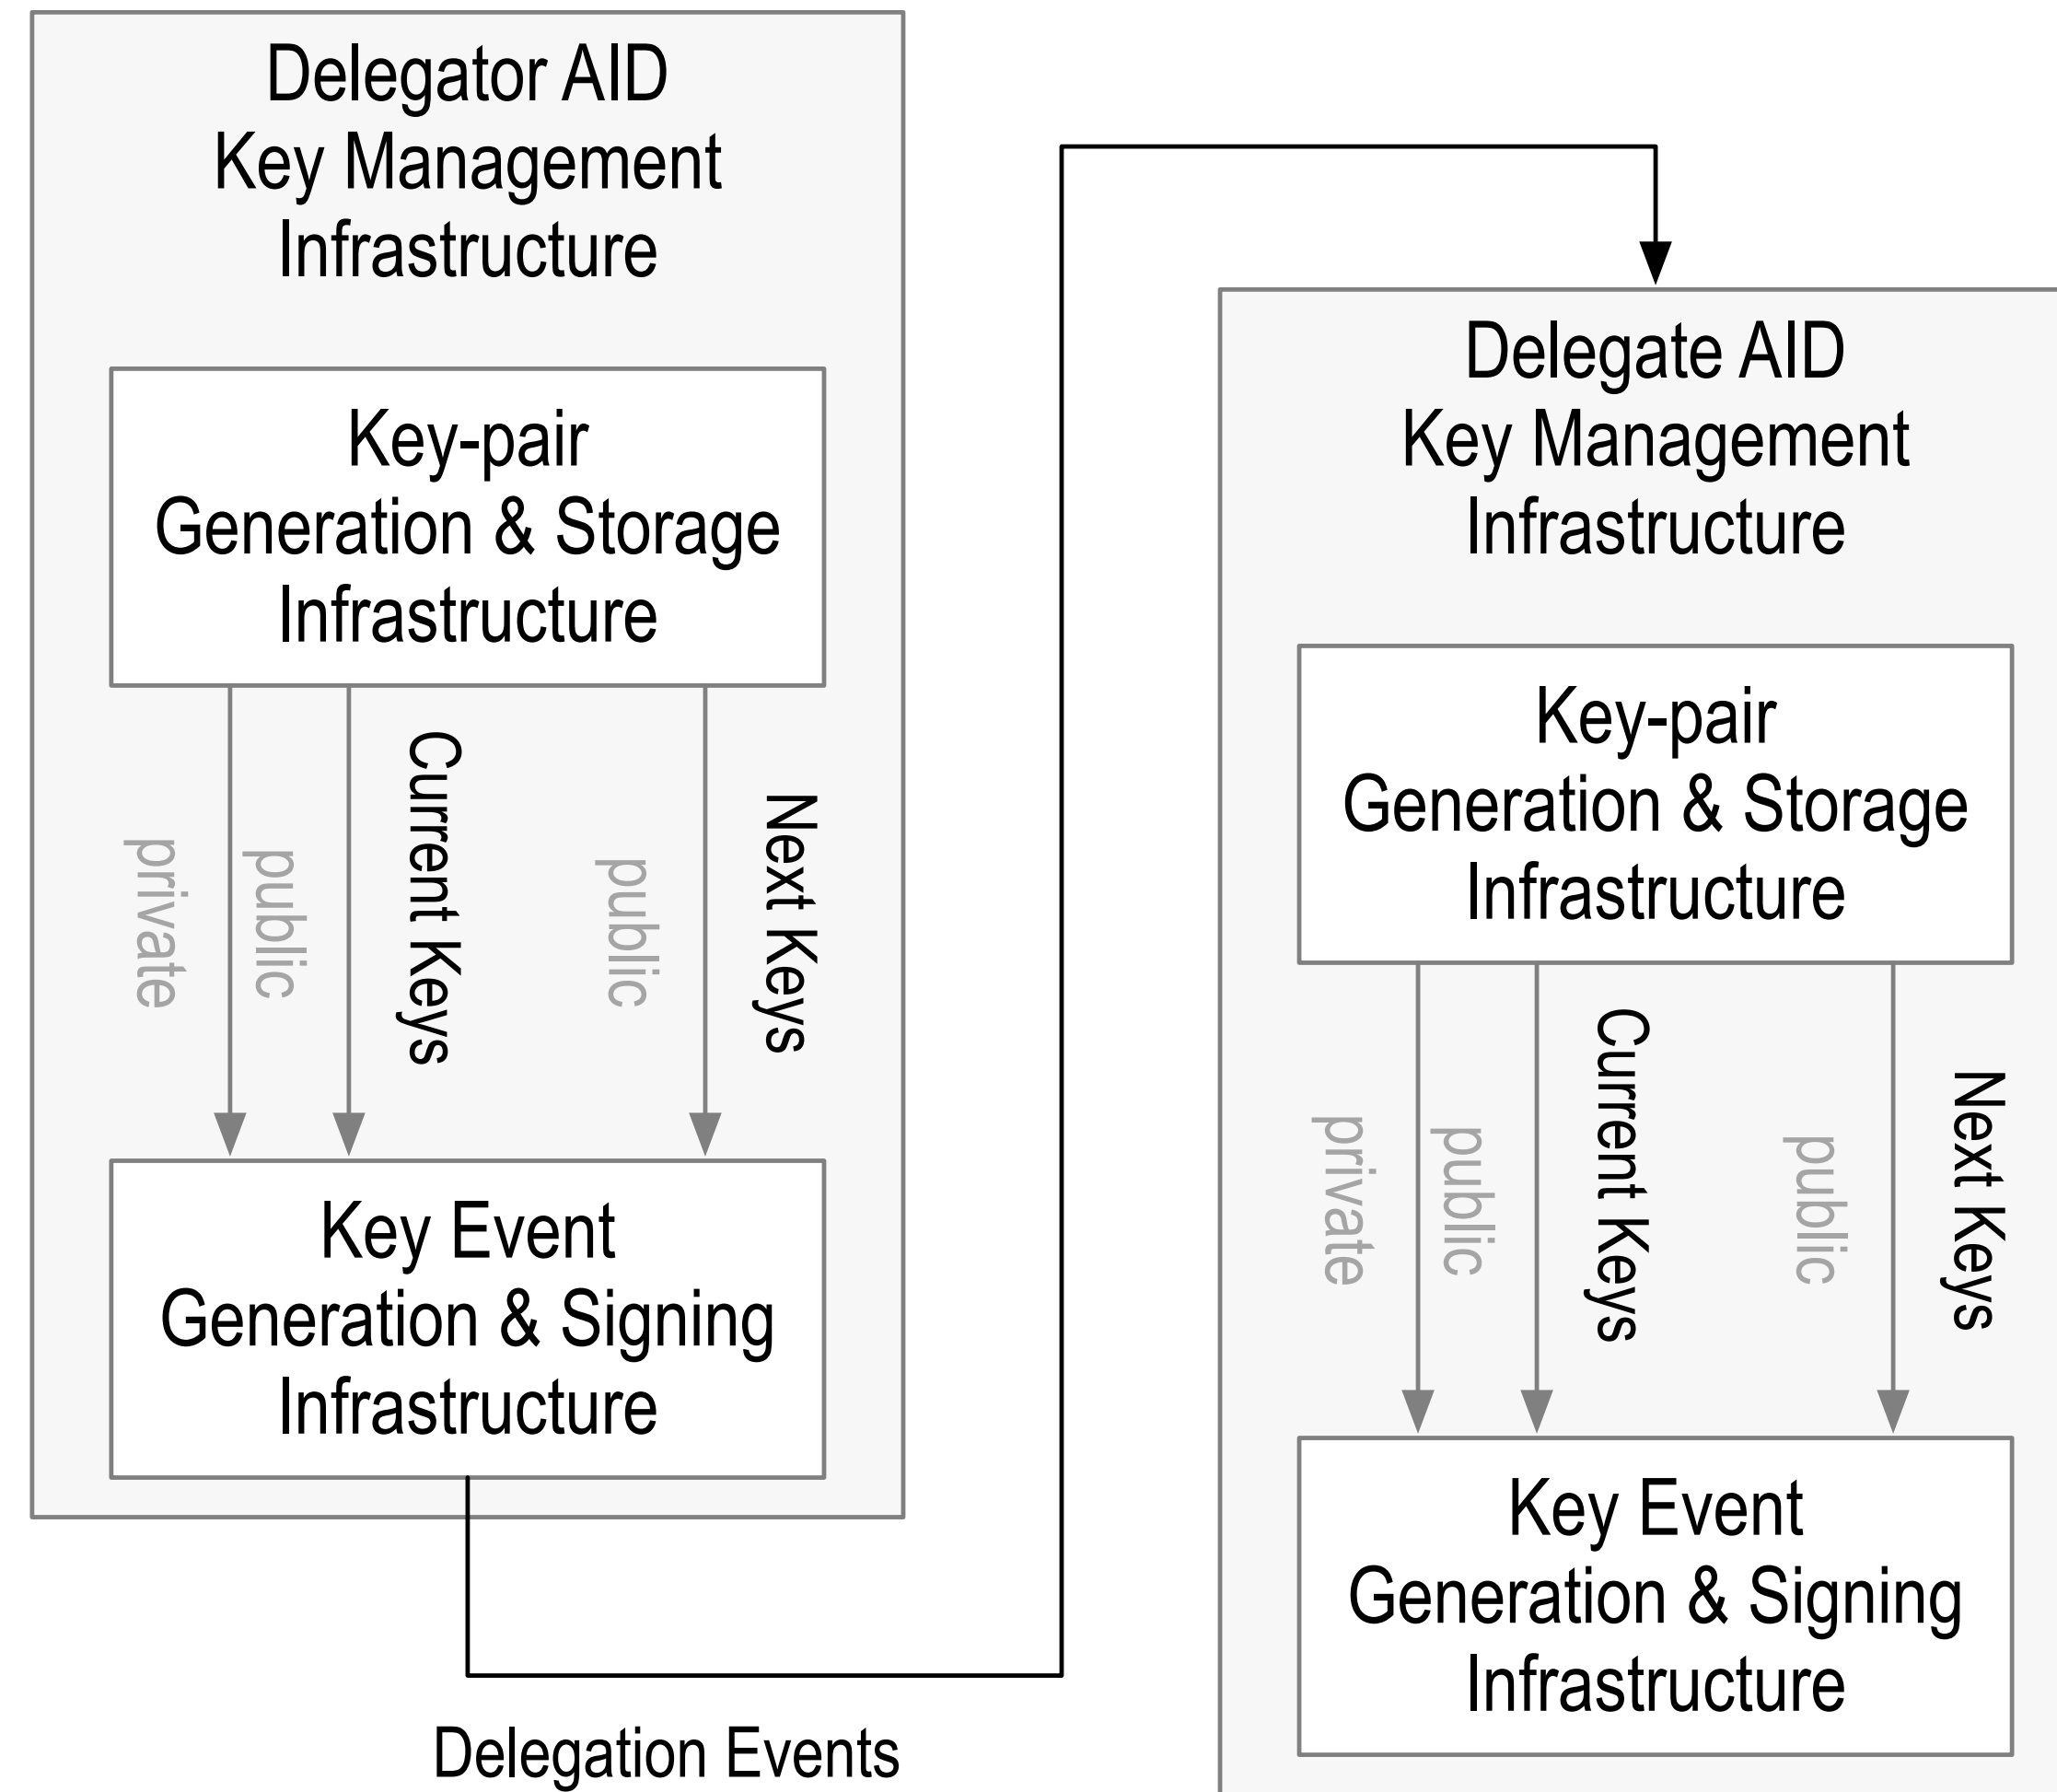 Delegator AID
Key Management
Infrastructure
Key-pair
Generation & Storage
Infrastructure
private
public
Current Keys
public
Next Keys
Key Event
Generation & Signing
Infrastructure
Delegation Events
Delegate AID
Key Management
Infrastructure
Key-pair
Generation & Storage
Infrastructure
private
public
Current Keys
public
Next Keys
Key Event
Generation & Signing
Infrastructure